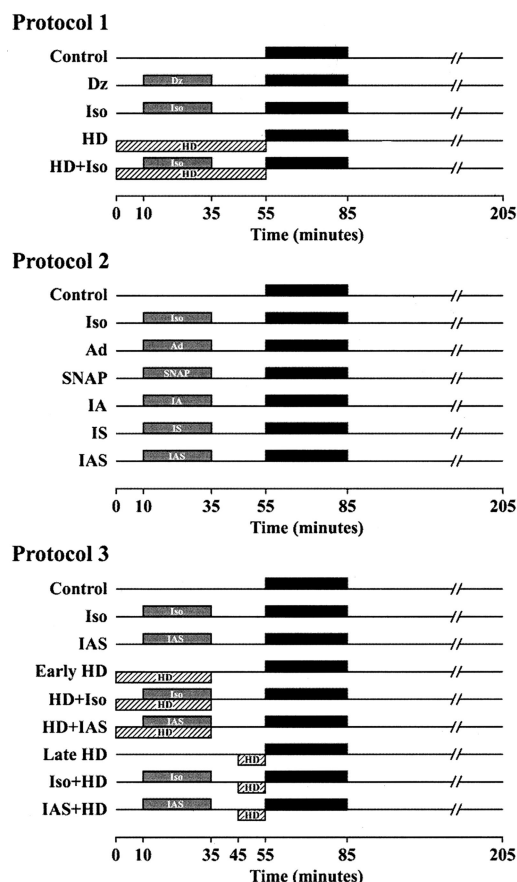 Protocol 1
Control
Dz Dz
Iso Iso
HD HD
HD+Iso Iso HD
0 10 35 55 85 205
Time (minutes)
Protocol 2
Control
Iso Iso
Ad Ad
SNAP SNAP
IA IA
IS IS
IAS IAS
0 10 35 55 85 205
Time (minutes)
Protocol 3
Control
Iso Iso
IAS IAS
Early HD HD
HD+Iso Iso HD
HD+IAS IAS HD
Late HD HD
Iso+HD Iso HD
IAS+HD IAS HD
0 10 35 45 55 85 205
Time (minutes)